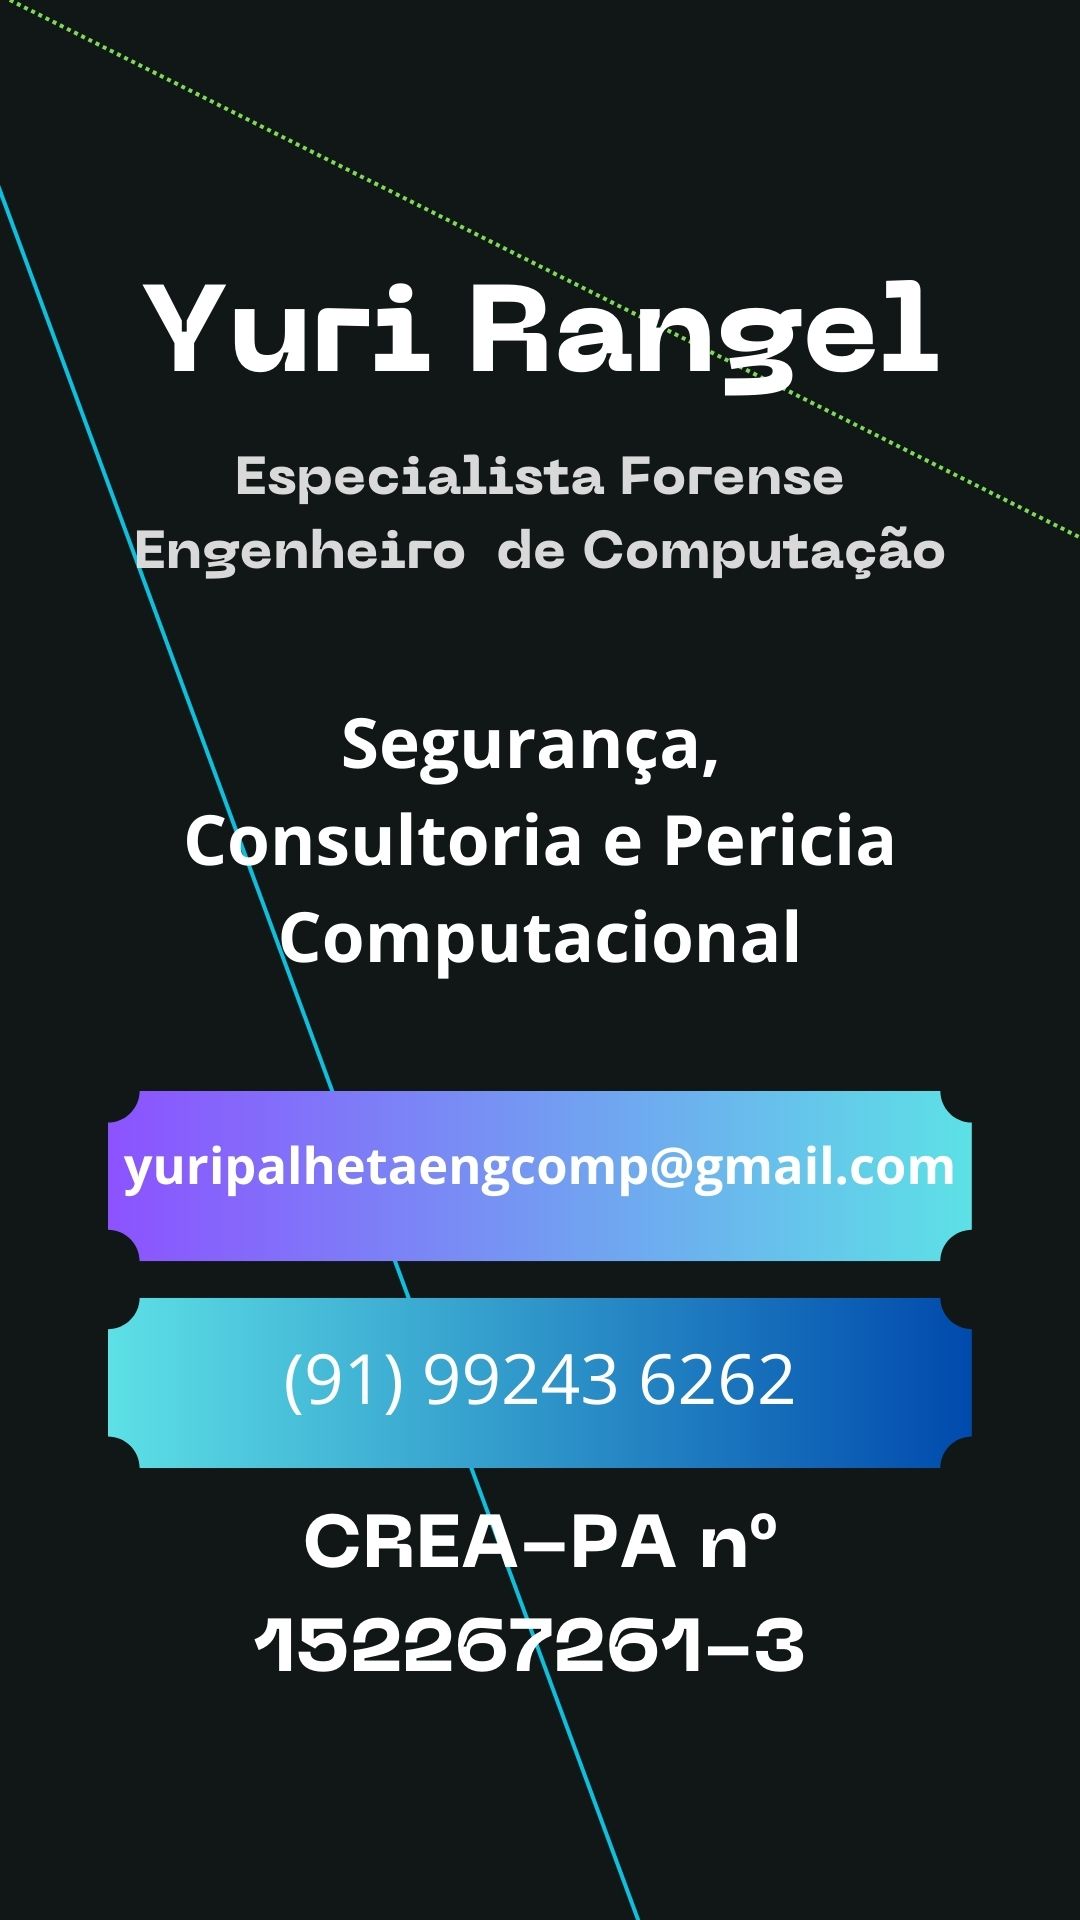 Yuri Rangel
Especialista Forense
Engenheiro  de Computação
Segurança,
Consultoria e Pericia
Computacional
yuripalhetaengcomp@gmail.com
(91) 99243 6262
CREA-PA nº
152267261-3